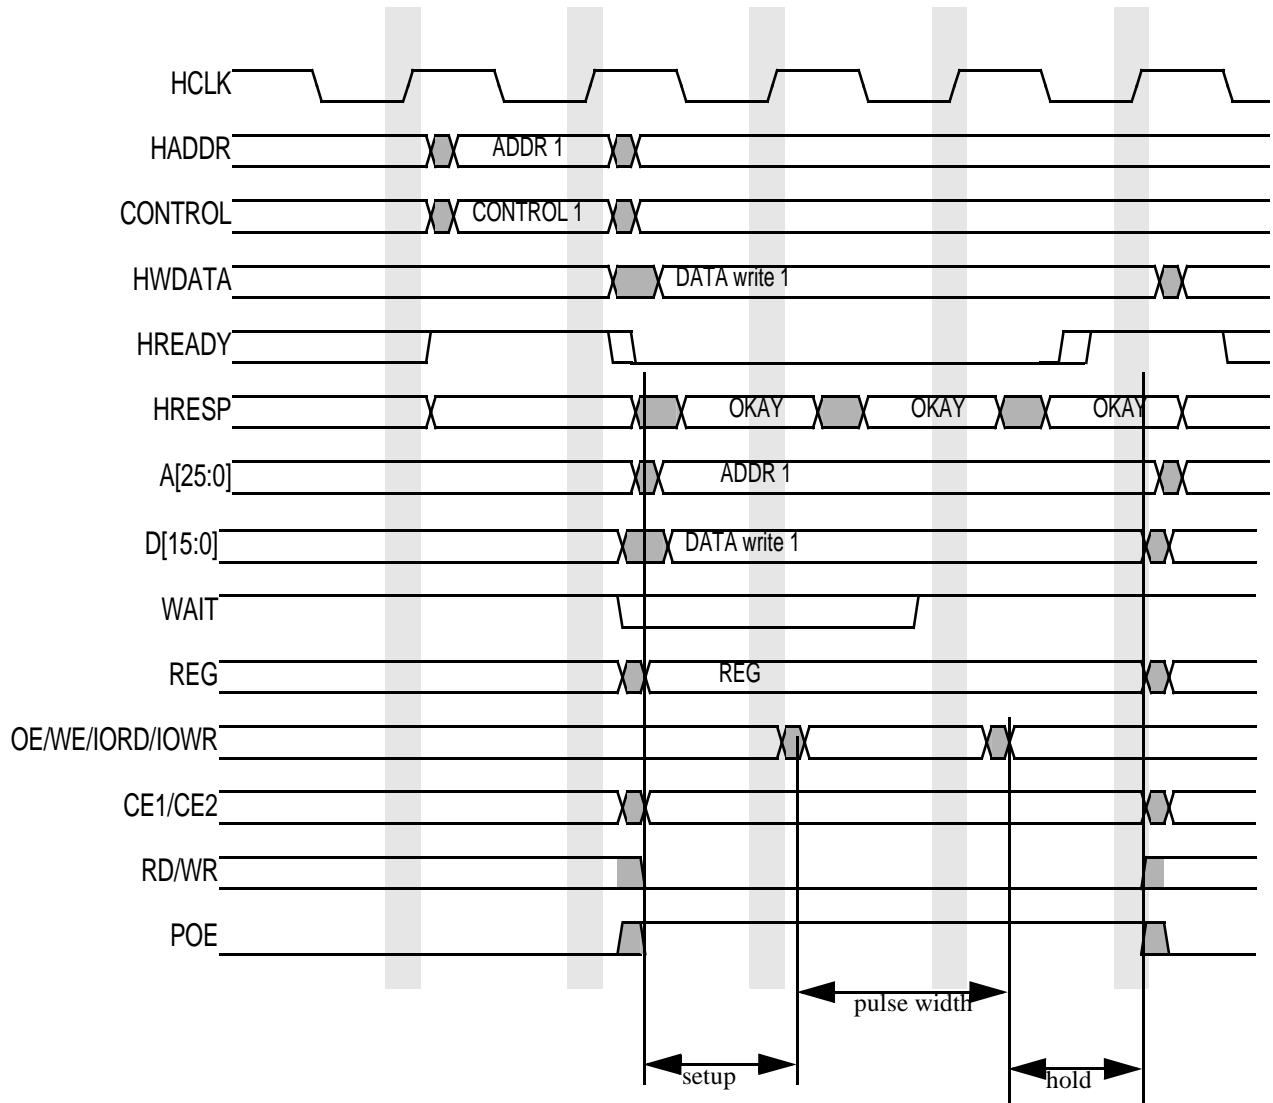 HCLK
HADDR ADDR 1
CONTROL CONTROL 1
HWDATA DATA write 1
HREADY
HRESP OKAY OKAY OKAY
A[25:0] ADDR 1
D[15:0] DATA write 1
WAIT
REG REG
OE/WE/IORD/IOWR
CE1/CE2
RD/WR
POE
pulse width
setup
hold